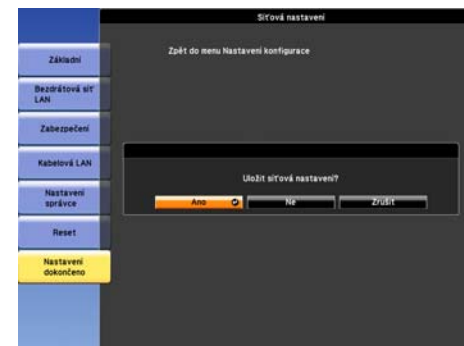 Síťová nastavení
Základní
Bezdrátová síť
LAN
Zabezpečení
Kabelová LAN
Nastavení
správce
Reset
Nastavení
dokončeno
Zpět do menu Nastavení konfigurace
Uložit síťová nastavení?
Ano
Ne
Zrušit